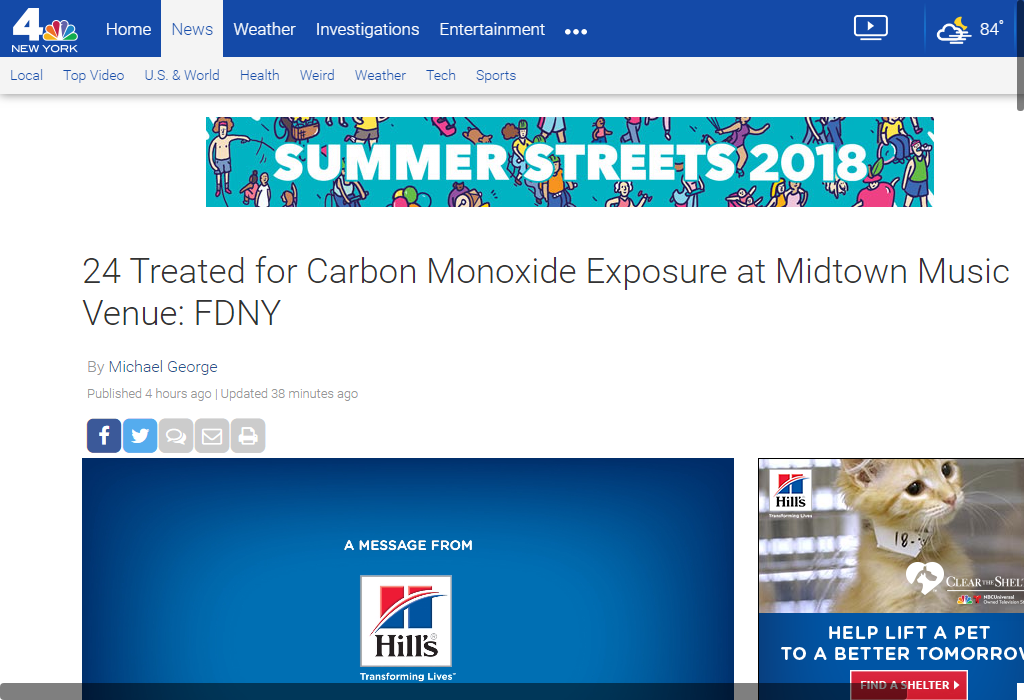 4
NEW YORK
Home
News
Weather
Investigations
Entertainment
84°
Local
Top Video
U.S. & World
Health
Weird
Weather
Tech
Sports
SUMMER STREETS 2018
24 Treated for Carbon Monoxide Exposure at Midtown Music
Venue: FDNY
By Michael George
Published 4 hours ago | Updated 38 minutes ago
A MESSAGE FROM
Hill's
Transforming Lives™
Hill's
Transforming Lives
18-
CLEAR THE SHEL
NBCUniversal
Owned Television S
HELP LIFT A PET
TO A BETTER TOMORROW
FIND A SHELTER